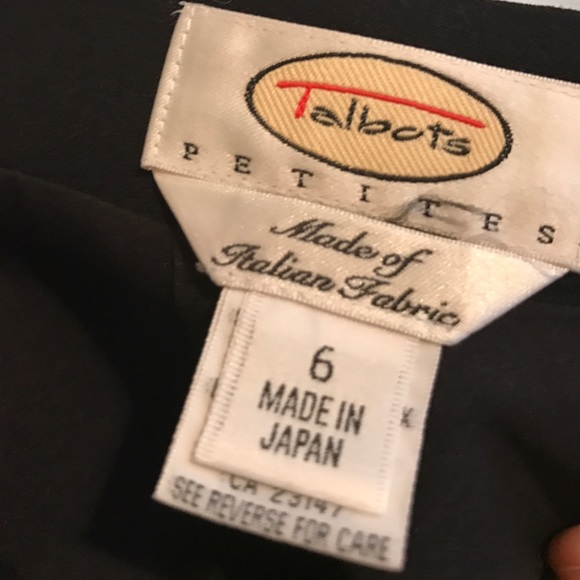 Talbots
PETITES
Made of
Italian Fabric
6
MADE IN
JAPAN
CA 23147
SEE REVERSE FOR CARE